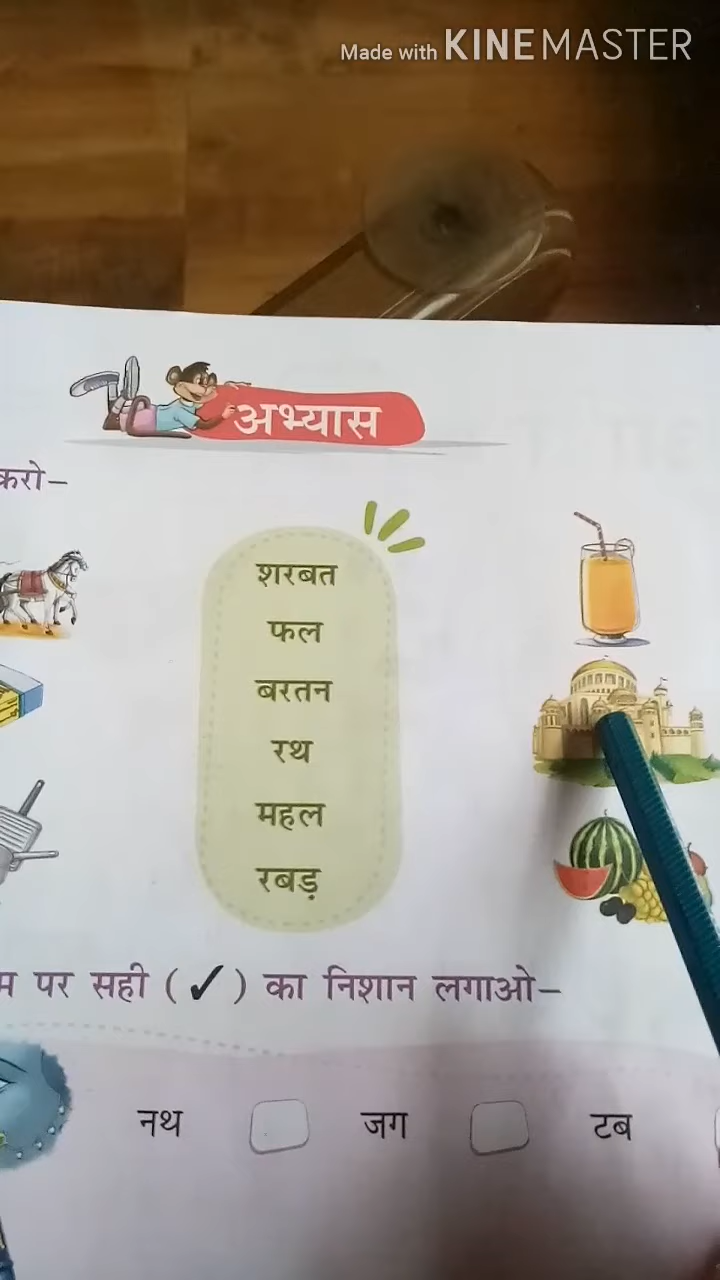 Made with KINEMASTER
अभ्यास
करो–
शरबत
फल
बरतन
रथ
महल
रबड़
पर सही (✓) का निशान लगाओ–
नथ जग टब